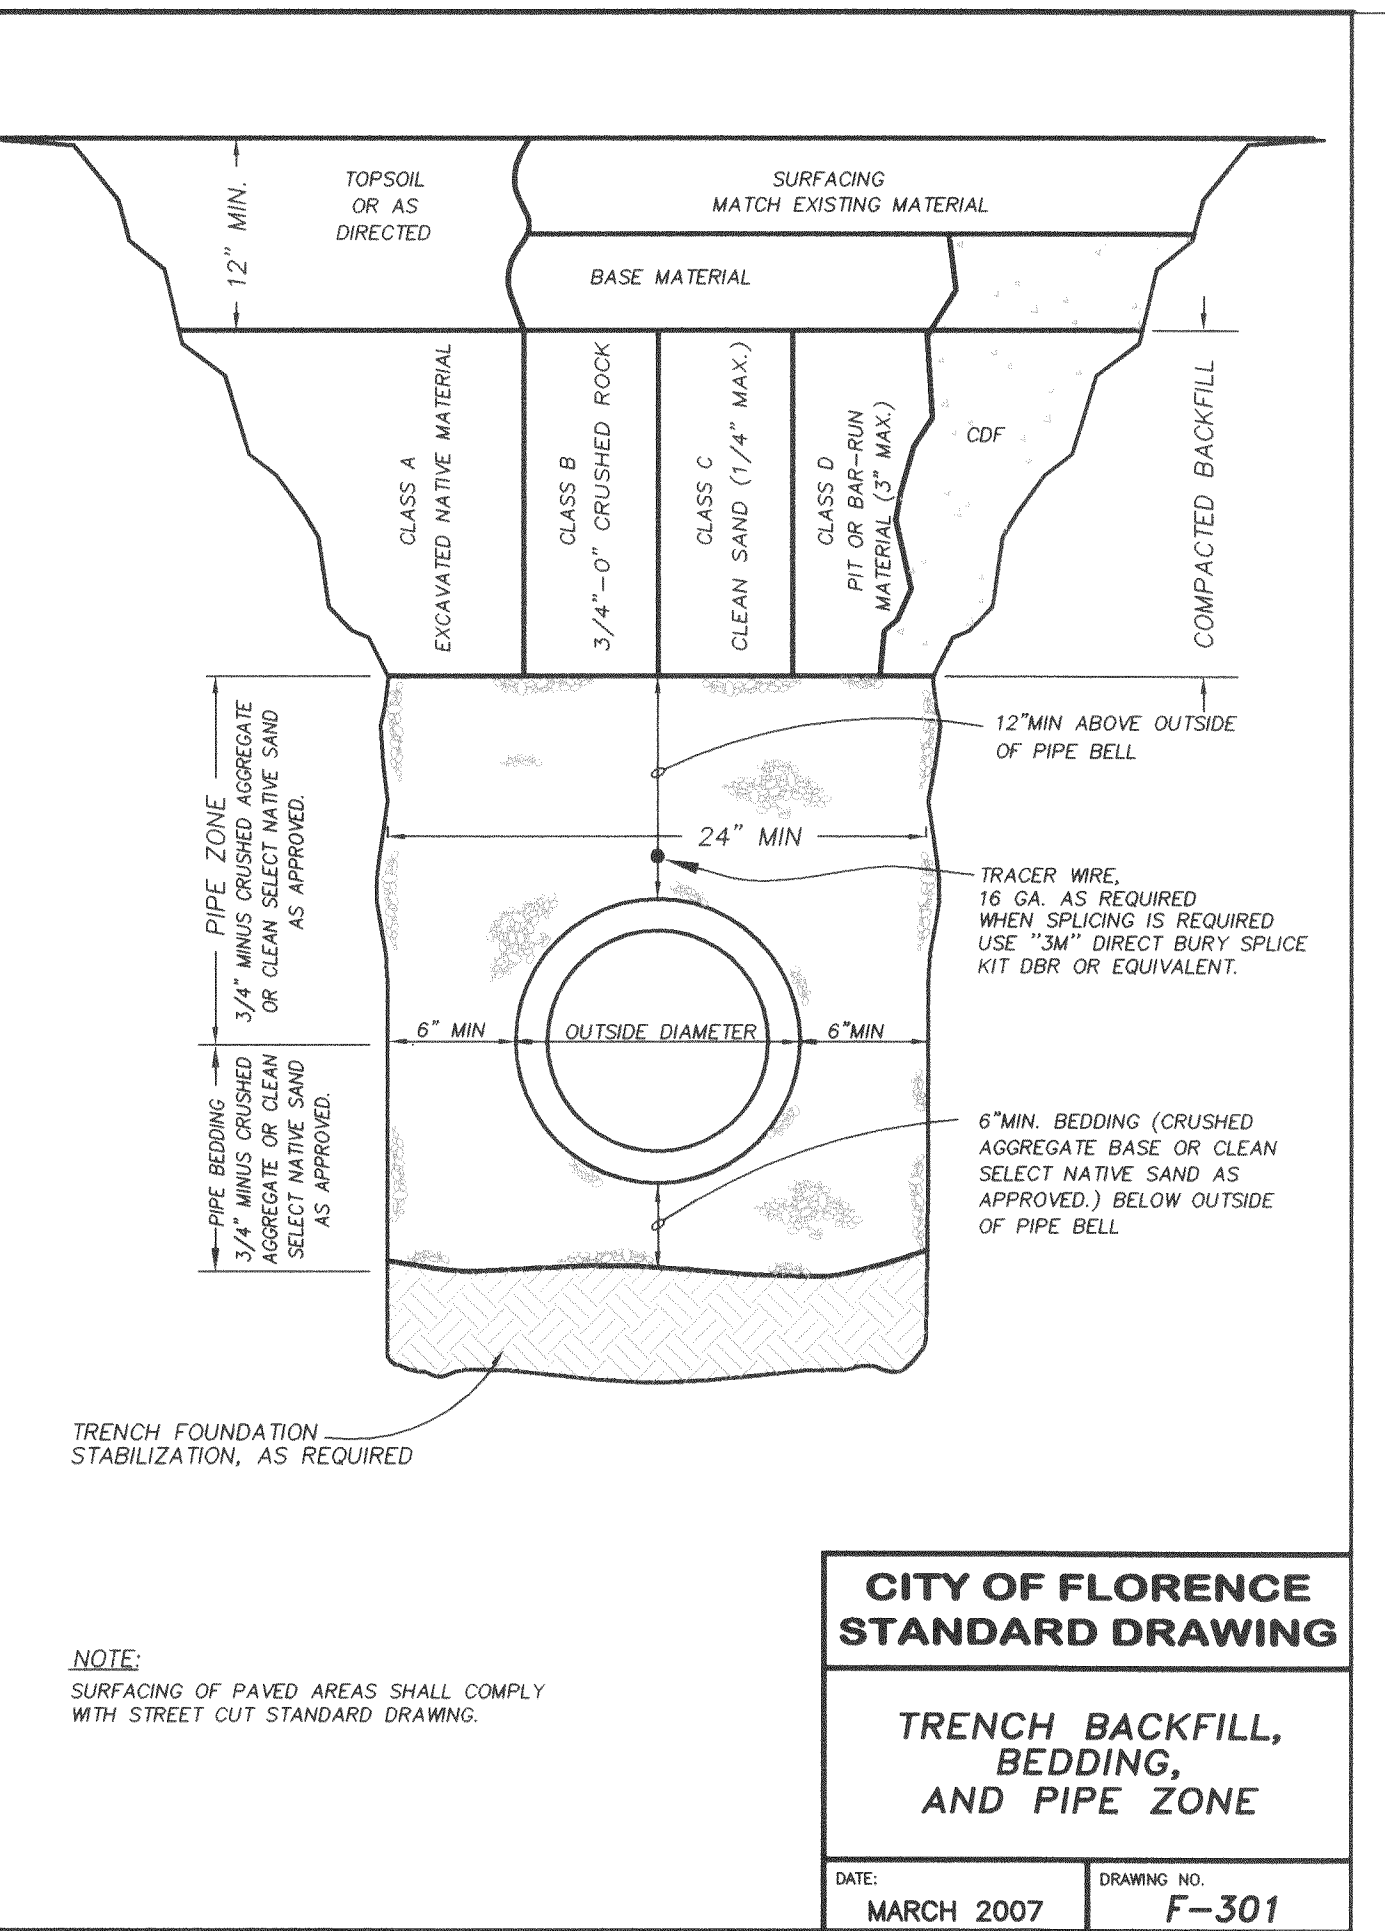 12" MIN.
TOPSOIL
OR AS
DIRECTED
SURFACING
MATCH EXISTING MATERIAL
BASE MATERIAL
CLASS A
EXCAVATED NATIVE MATERIAL
CLASS B
3/4"-0" CRUSHED ROCK
CLASS C
CLEAN SAND (1/4" MAX.)
CLASS D
PIT OR BAR-RUN
MATERIAL (3" MAX.)
CDF
COMPACTED BACKFILL
PIPE ZONE
3/4" MINUS CRUSHED AGGREGATE
OR CLEAN SELECT NATIVE SAND
AS APPROVED.
12"MIN ABOVE OUTSIDE
OF PIPE BELL
24" MIN
TRACER WIRE,
16 GA. AS REQUIRED
WHEN SPLICING IS REQUIRED
USE "3M" DIRECT BURY SPLICE
KIT DBR OR EQUIVALENT.
6" MIN
OUTSIDE DIAMETER
6"MIN
PIPE BEDDING
3/4" MINUS CRUSHED
AGGREGATE OR CLEAN
SELECT NATIVE SAND
AS APPROVED.
6"MIN. BEDDING (CRUSHED
AGGREGATE BASE OR CLEAN
SELECT NATIVE SAND AS
APPROVED.) BELOW OUTSIDE
OF PIPE BELL
TRENCH FOUNDATION
STABILIZATION, AS REQUIRED
NOTE:
SURFACING OF PAVED AREAS SHALL COMPLY
WITH STREET CUT STANDARD DRAWING.
CITY OF FLORENCE
STANDARD DRAWING
TRENCH BACKFILL,
BEDDING,
AND PIPE ZONE
DATE:
MARCH 2007
DRAWING NO.
F-301